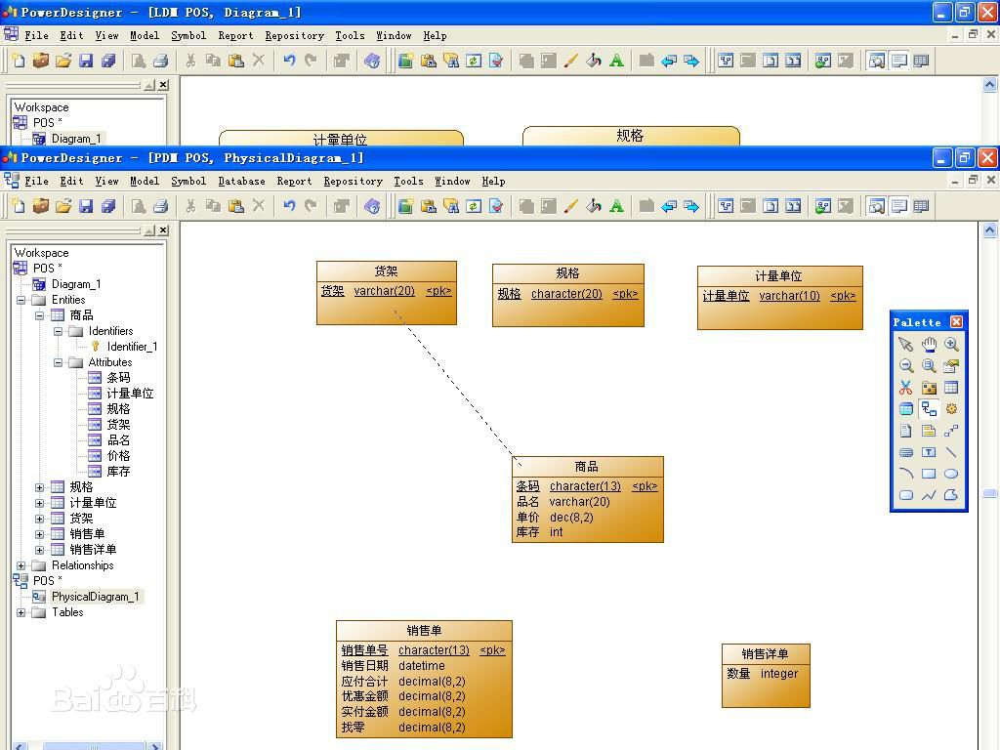 PowerDesigner - [LDM POS, Diagram_1]
File Edit View Model Symbol Report Repository Tools Window Help
Workspace
POS *
Diagram_1
计量单位
规格
PowerDesigner - [PDM POS, PhysicalDiagram_1]
File Edit View Model Symbol Database Report Repository Tools Window Help
Workspace
POS *
Diagram_1
Entities
商品
Identifiers
Identifier_1
Attributes
条码
计量单位
规格
货架
品名
价格
库存
规格
计量单位
货架
销售单
销售详单
Relationships
POS *
PhysicalDiagram_1
Tables
货架
货架 varchar(20) <pk>
规格
规格 character(20) <pk>
计量单位
计量单位 varchar(10) <pk>
Palette
商品
条码 character(13) <pk>
品名 varchar(20)
单价 dec(8,2)
库存 int
销售单
销售单号 character(13) <pk>
销售日期 datetime
应付合计 decimal(8,2)
优惠金额 decimal(8,2)
实付金额 decimal(8,2)
找零 decimal(8,2)
销售详单
数量 integer
Baidu百科